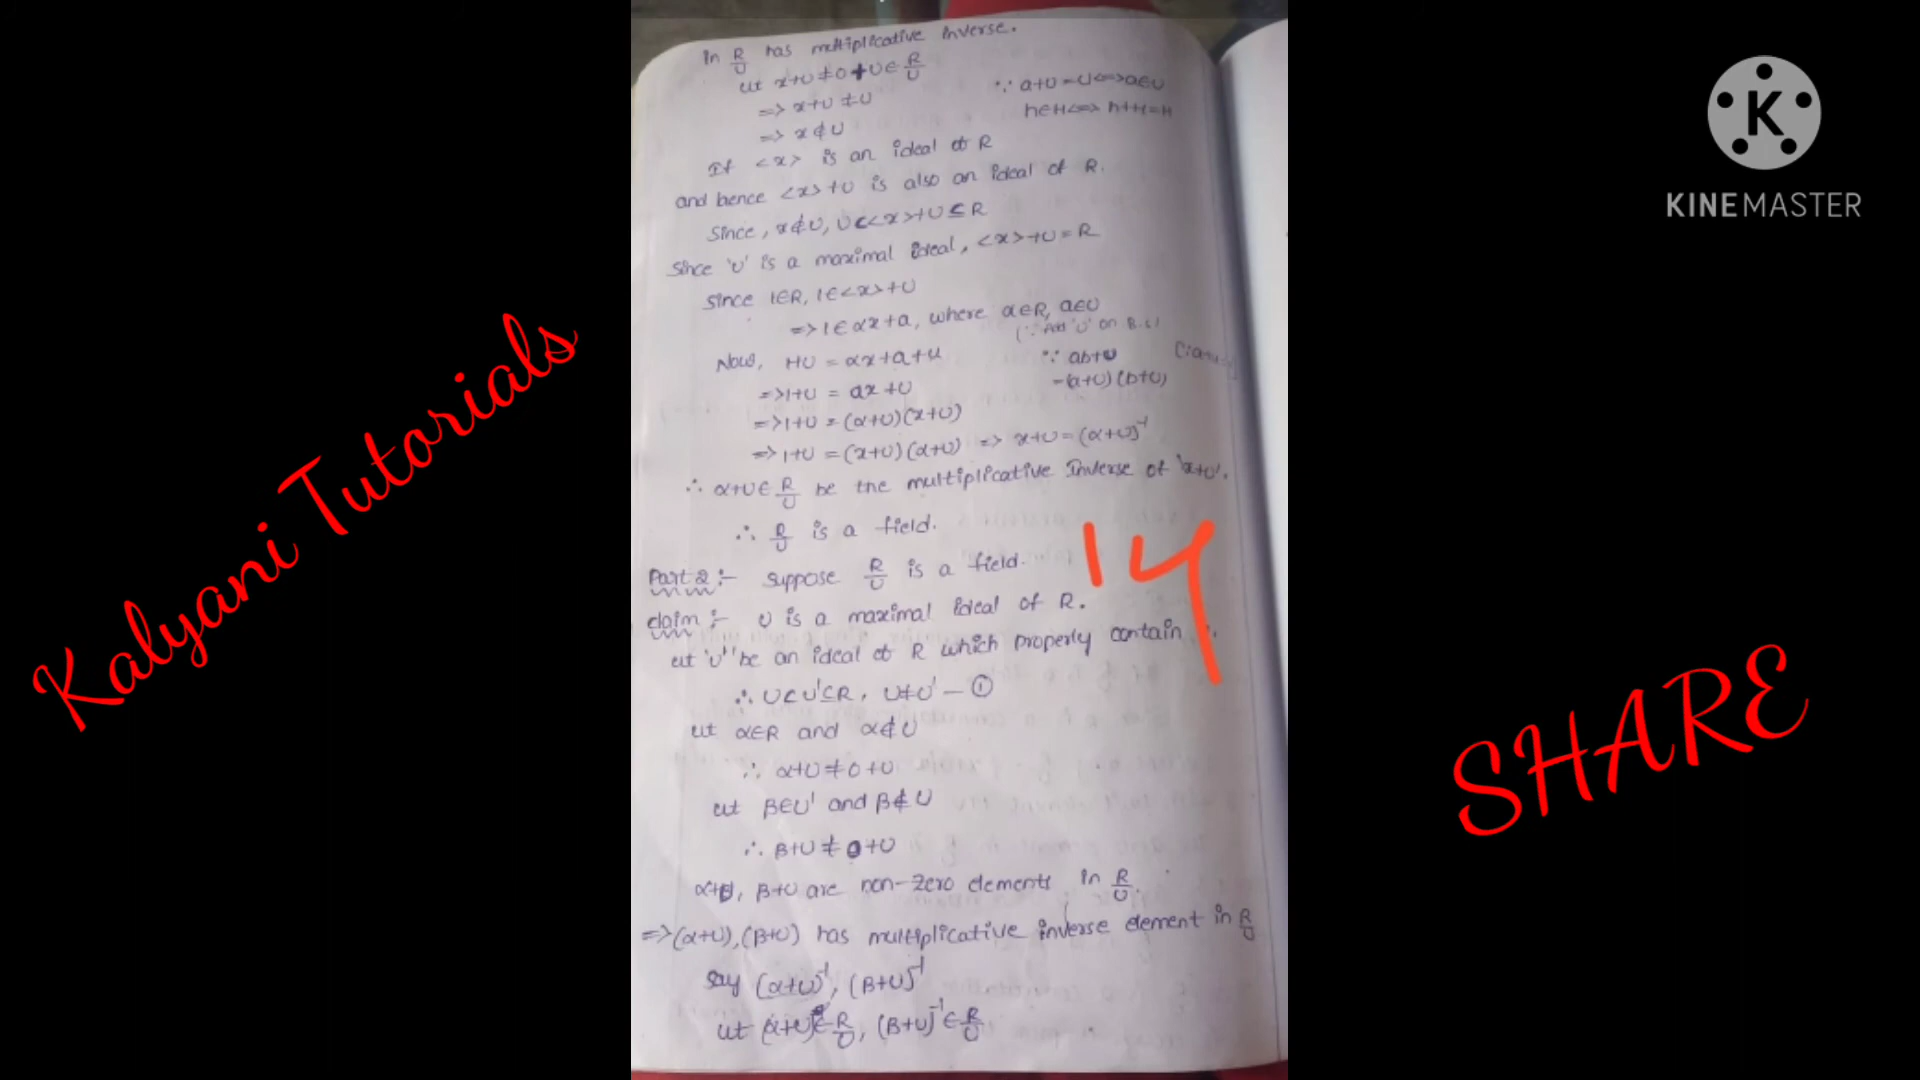 In R/U has multiplicative inverse.
Let x+U≠0+U∈R/U
=> x+U≠U
∵ a+U=U<=>a∈U
=> x∉U
h∈H<=>h+H=H
If <x> is an ideal of R
and hence <x>+U is also an ideal of R.
Since, x∉U, U⊂<x>+U⊆R
Since 'U' is a maximal ideal, <x>+U=R
Since 1∈R, 1∈<x>+U
=> 1∈αx+a, where α∈R, a∈U
(∵ Add 'U' on B.S)
Now, 1+U = αx+a+U
∵ ab+U
=> 1+U = αx+U
=(a+U)(b+U)
=> 1+U = (α+U)(x+U)
=> 1+U = (x+U)(α+U) => x+U=(α+U)⁻¹
∴ α+U∈R/U be the multiplicative Inverse of 'x+U'.
∴ R/U is a field.
14
Part 2 :- Suppose R/U is a field.
Claim :- U is a maximal ideal of R.
Let 'U'' be an ideal of R which properly contain
∴ U⊂U'⊆R, U≠U' — ①
Let α∈R and α∉U
∴ α+U≠0+U
Let β∈U' and β∉U
∴ β+U≠0+U
α+U, β+U are non-zero elements in R/U.
=> (α+U),(β+U) has multiplicative inverse element in R/U
Say (α+U)⁻¹, (β+U)⁻¹
Let (α+U)∈R/U, (β+U)⁻¹∈R/U
Kalyani Tutorials
K
KINEMASTER
SHARE